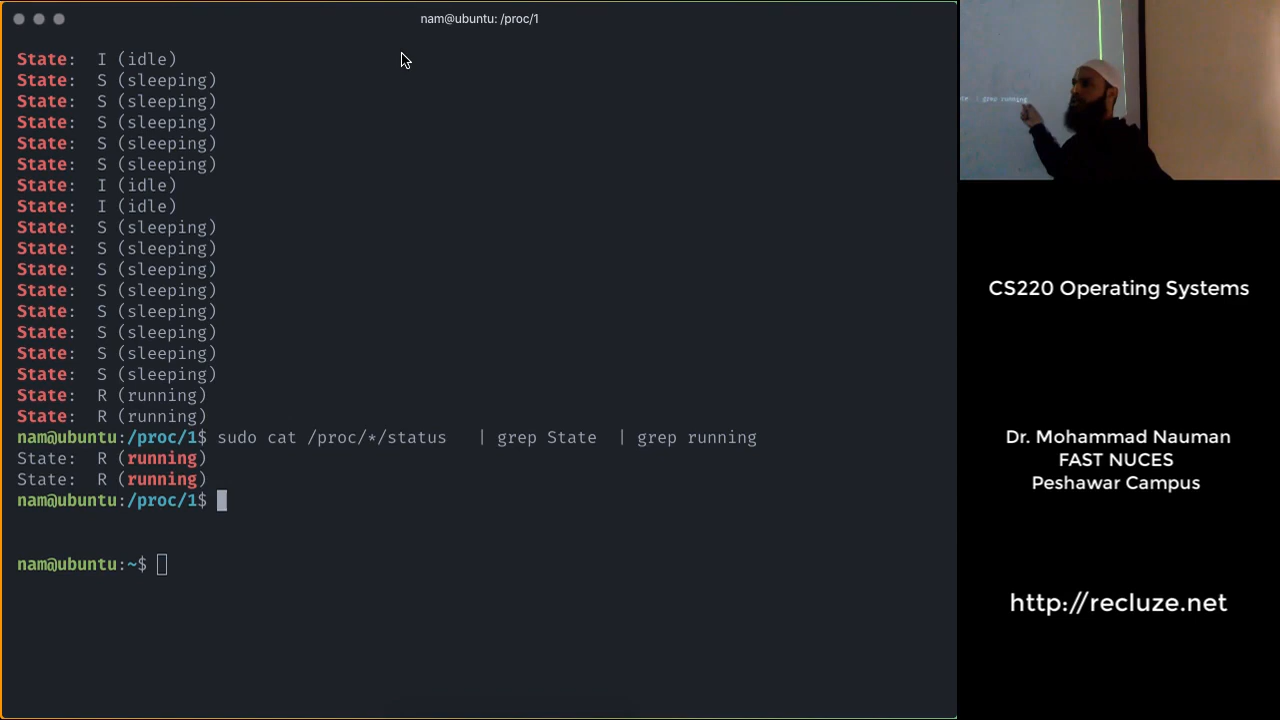 nam@ubuntu: /proc/1
State:  I (idle)
State:  S (sleeping)
State:  S (sleeping)
State:  S (sleeping)
State:  S (sleeping)
State:  S (sleeping)
State:  I (idle)
State:  I (idle)
State:  S (sleeping)
State:  S (sleeping)
State:  S (sleeping)
State:  S (sleeping)
State:  S (sleeping)
State:  S (sleeping)
State:  S (sleeping)
State:  S (sleeping)
State:  R (running)
State:  R (running)
nam@ubuntu:/proc/1$ sudo cat /proc/*/status   | grep State  | grep running
State:  R (running)
State:  R (running)
nam@ubuntu:/proc/1$
nam@ubuntu:~$
| grep running
CS220 Operating Systems
Dr. Mohammad Nauman
FAST NUCES
Peshawar Campus
http://recluze.net